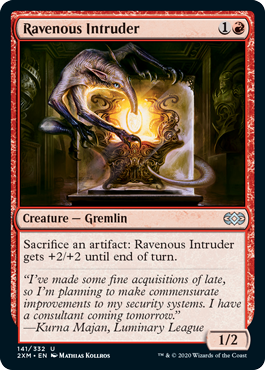 Ravenous Intruder 1
Creature — Gremlin
Sacrifice an artifact: Ravenous Intruder
gets +2/+2 until end of turn.
“I’ve made some fine acquisitions of late,
so I’m planning to make commensurate
improvements to my security systems. I have
a consultant coming tomorrow.”
—Kurna Majan, Luminary League
1/2
141/332 U
2XM • EN Mathias Kollros
™ & © 2020 Wizards of the Coast